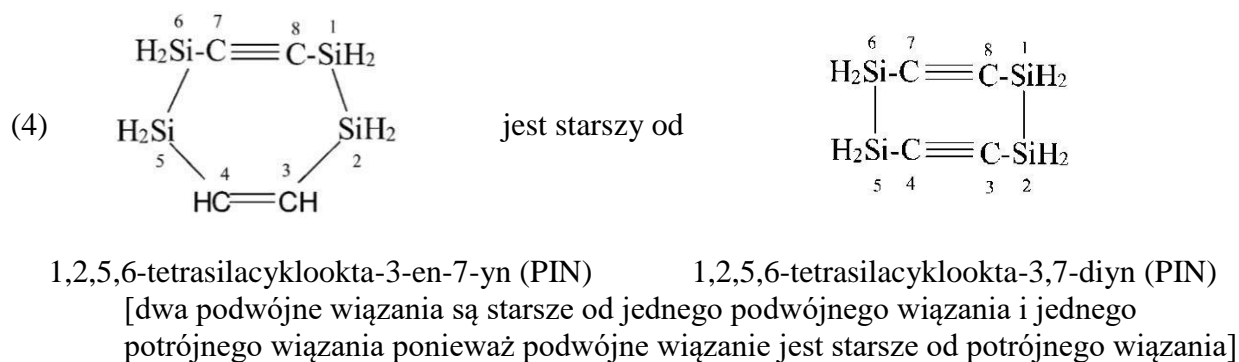 7 8 1
6
H₂Si-C≡C-SiH₂
(4) H₂Si SiH₂ jest starszy od
5 2
4 3
HC=CH
6 7 8 1
H₂Si-C≡C-SiH₂
H₂Si-C≡C-SiH₂
5 4 3 2
1,2,5,6-tetrasilacyklookta-3-en-7-yn (PIN) 1,2,5,6-tetrasilacyklookta-3,7-diyn (PIN)
[dwa podwójne wiązania są starsze od jednego podwójnego wiązania i jednego
potrójnego wiązania ponieważ podwójne wiązanie jest starsze od potrójnego wiązania]